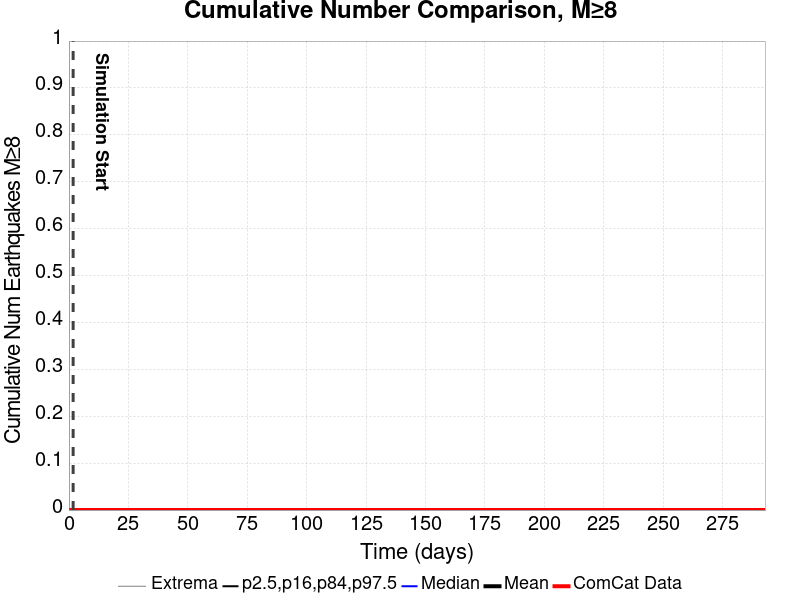 Cumulative Number Comparison, M≥8
Cumulative Num Earthquakes M≥8
1
0.9
0.8
0.7
0.6
0.5
0.4
0.3
0.2
0.1
0
Simulation Start
0 25 50 75 100 125 150 175 200 225 250 275
Time (days)
Extrema p2.5,p16,p84,p97.5 Median Mean ComCat Data